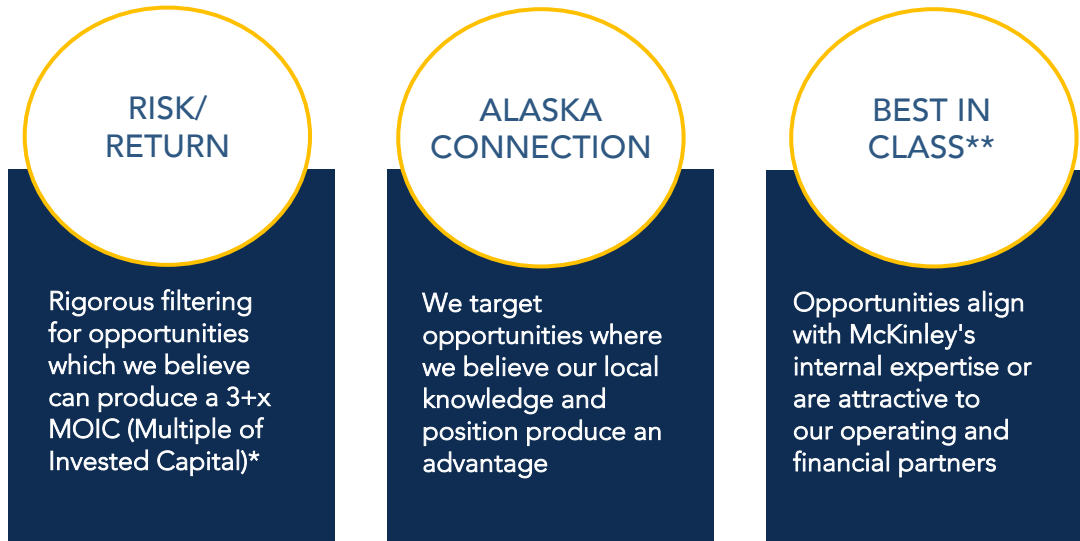 RISK/
RETURN
Rigorous filtering
for opportunities
which we believe
can produce a 3+x
MOIC (Multiple of
Invested Capital)*
ALASKA
CONNECTION
We target
opportunities where
we believe our local
knowledge and
position produce an
advantage
BEST IN
CLASS**
Opportunities align
with McKinley's
internal expertise or
are attractive to
our operating and
financial partners